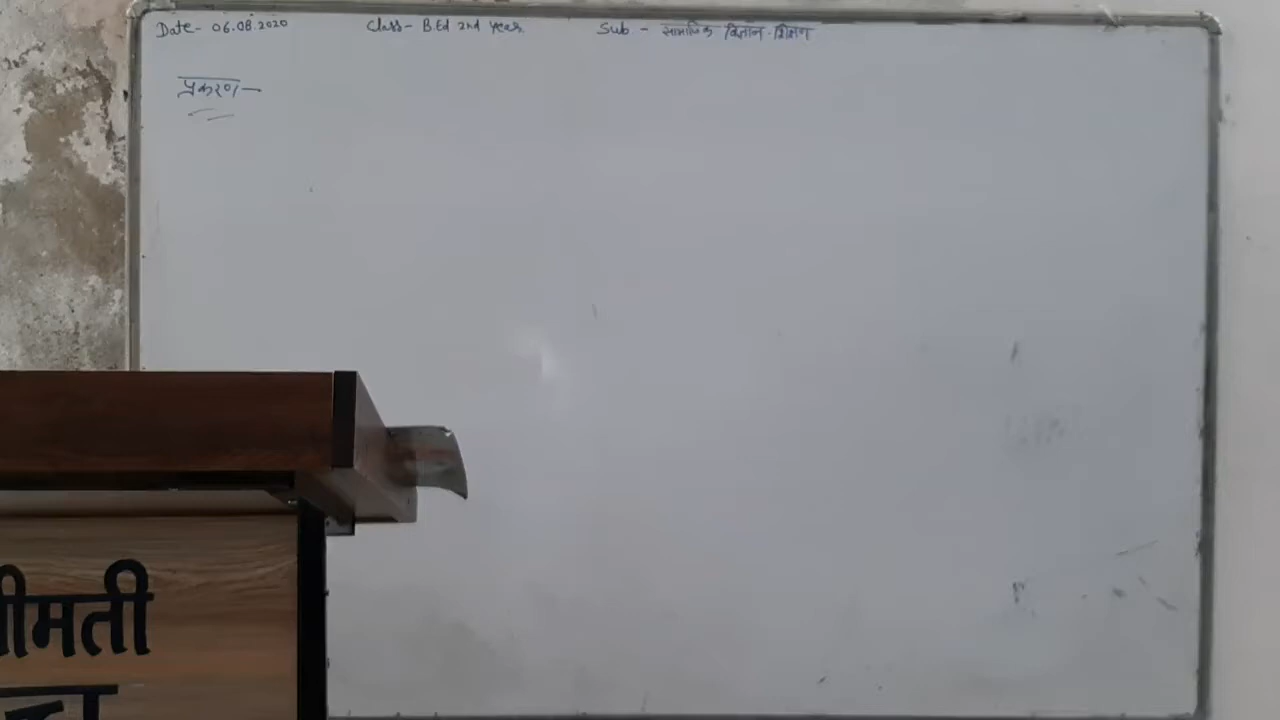 Date- 06.08.2020 Class- B.Ed 2nd Year Sub - सामाजिक विज्ञान-शिक्षण
प्रकरण-
ीमती